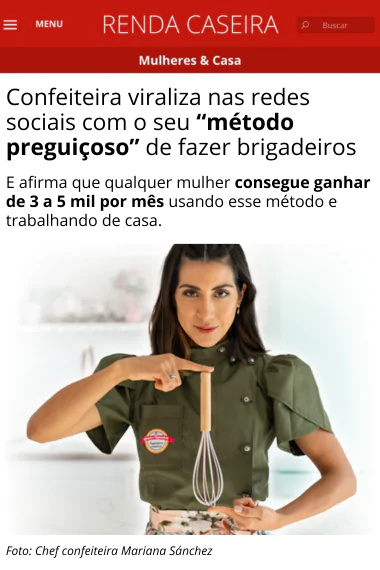 MENU
RENDA CASEIRA
Buscar
Mulheres & Casa
Confeiteira viraliza nas redes
sociais com o seu “método
preguiçoso” de fazer brigadeiros
E afirma que qualquer mulher consegue ganhar
de 3 a 5 mil por mês usando esse método e
trabalhando de casa.
Foto: Chef confeiteira Mariana Sánchez